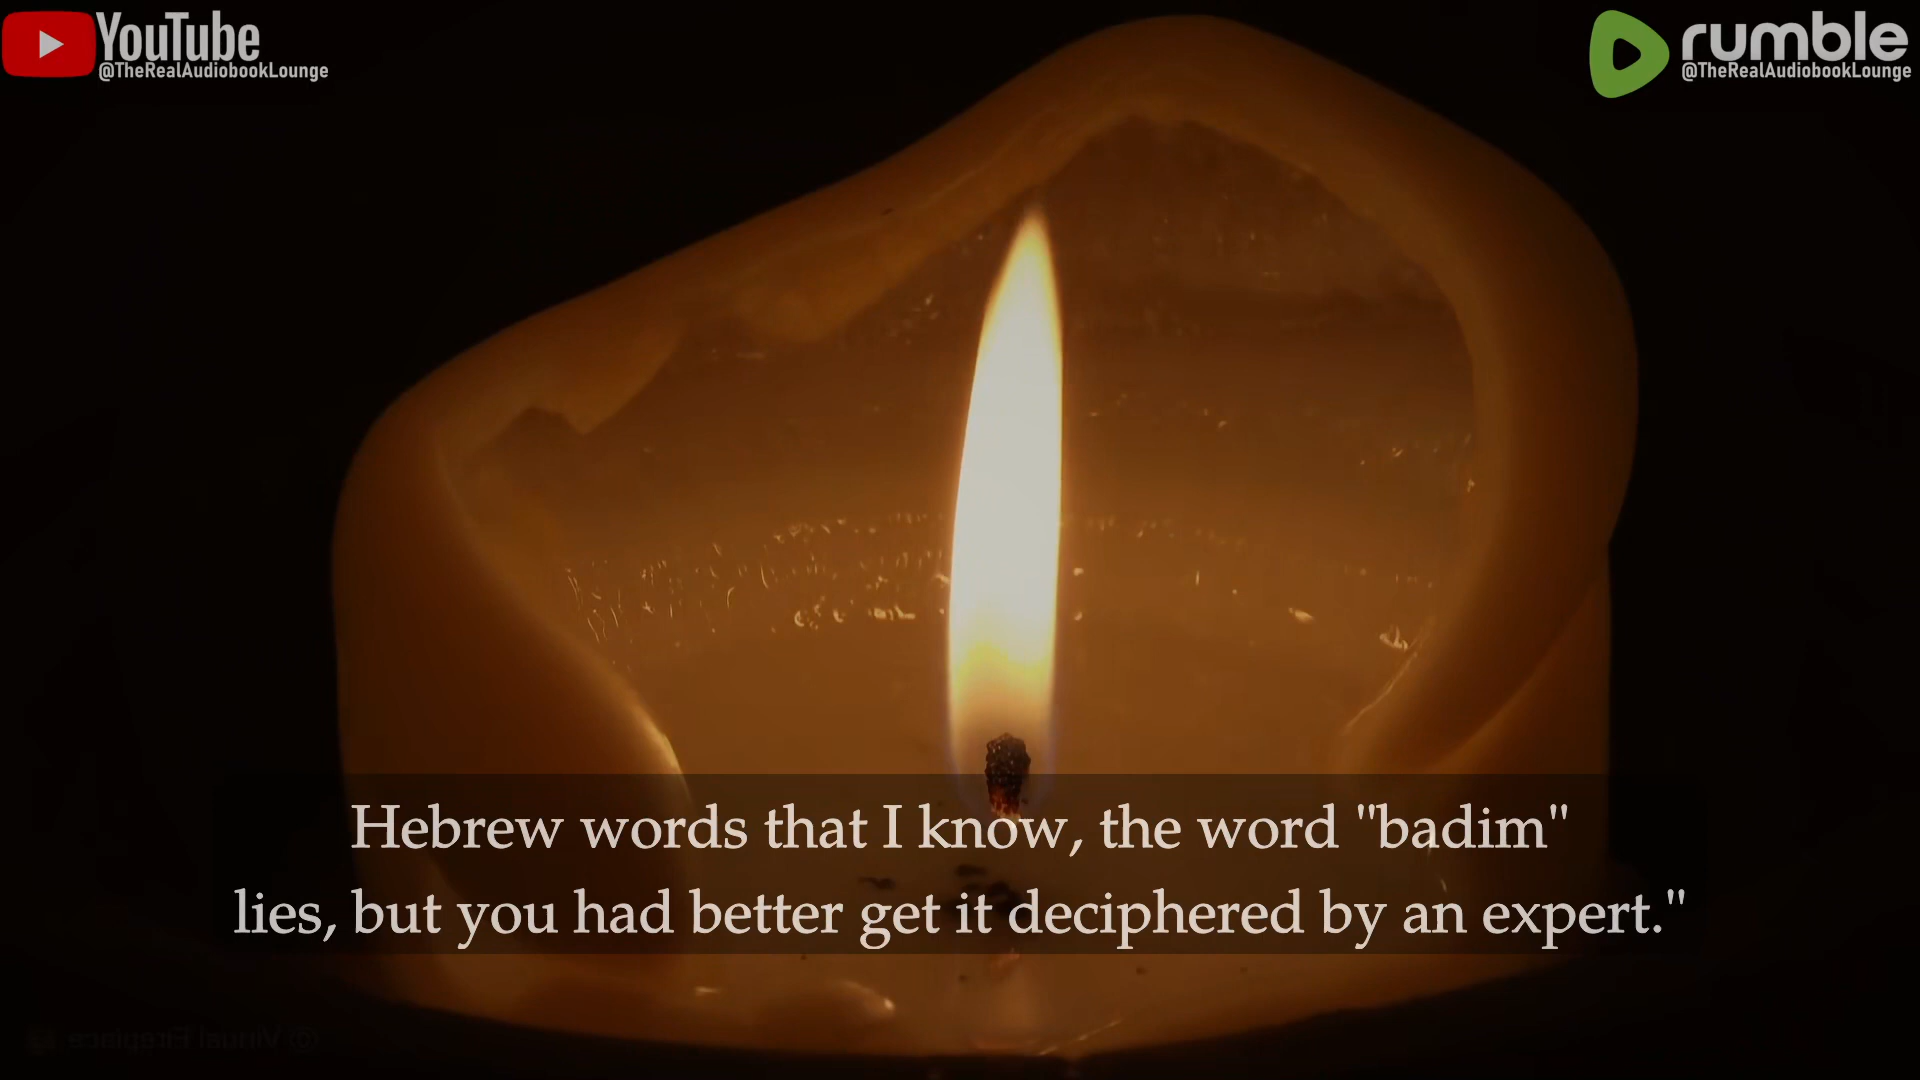 YouTube
@TheRealAudiobookLounge
rumble
@TheRealAudiobookLounge
Hebrew words that I know, the word "badim"
lies, but you had better get it deciphered by an expert."